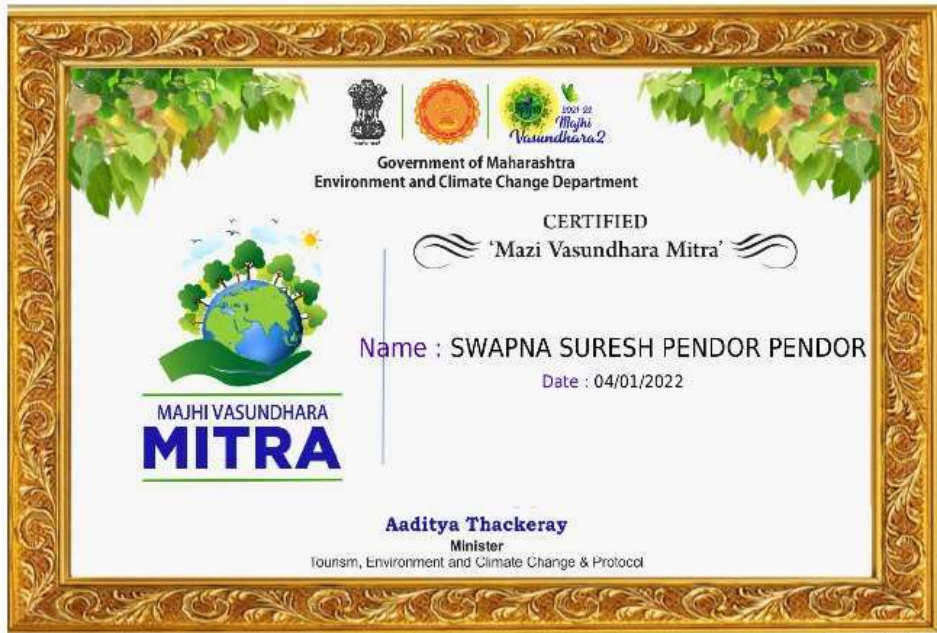 2021-22
Majhi
Vasundhara2
Government of Maharashtra
Environment and Climate Change Department
CERTIFIED
'Mazi Vasundhara Mitra'
Name : SWAPNA SURESH PENDOR PENDOR
Date : 04/01/2022
MAJHI VASUNDHARA
MITRA
Aaditya Thackeray
Minister
Tourism, Environment and Climate Change & Protocol